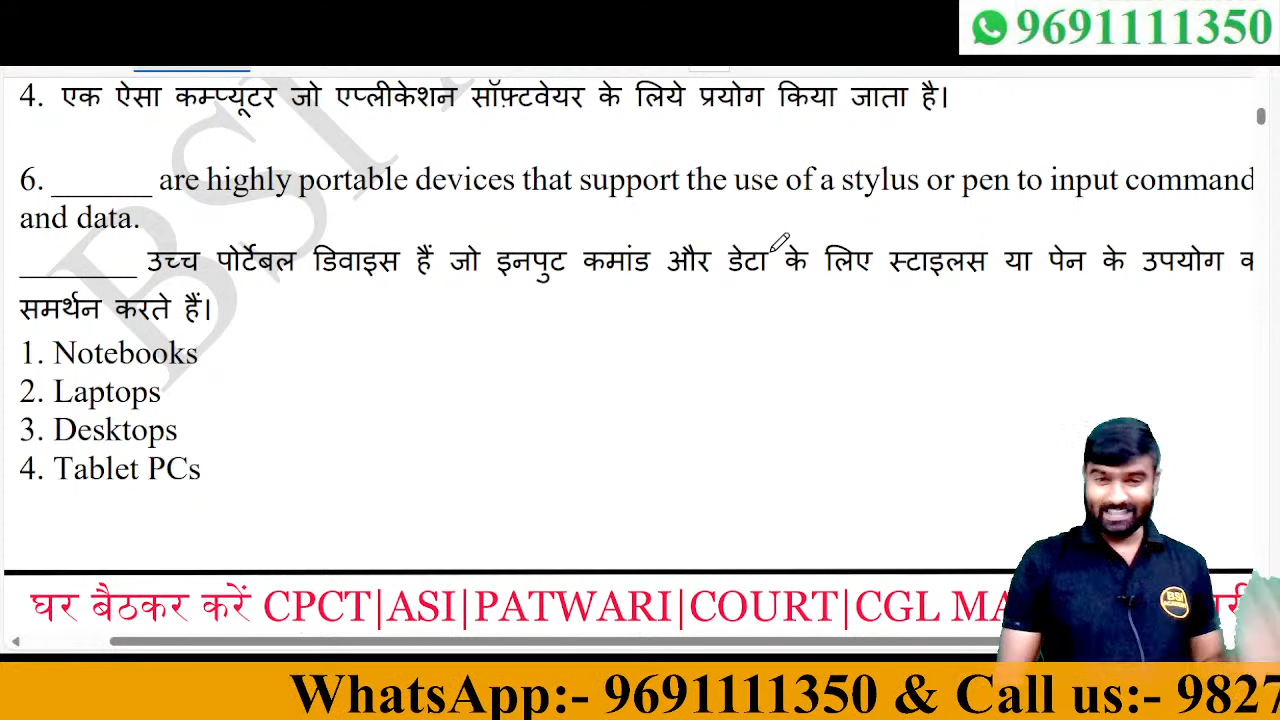 9691111350
4. एक ऐसा कम्प्यूटर जो एप्लीकेशन सॉफ़्टवेयर के लिये प्रयोग किया जाता है।
6. ______ are highly portable devices that support the use of a stylus or pen to input command
and data.
_______ उच्च पोर्टेबल डिवाइस हैं जो इनपुट कमांड और डेटा के लिए स्टाइलस या पेन के उपयोग
समर्थन करते हैं।
1. Notebooks
2. Laptops
3. Desktops
4. Tablet PCs
BSI
घर बैठकर करें CPCT|ASI|PATWARI|COURT|CGL MA
WhatsApp:- 9691111350 & Call us:- 9827